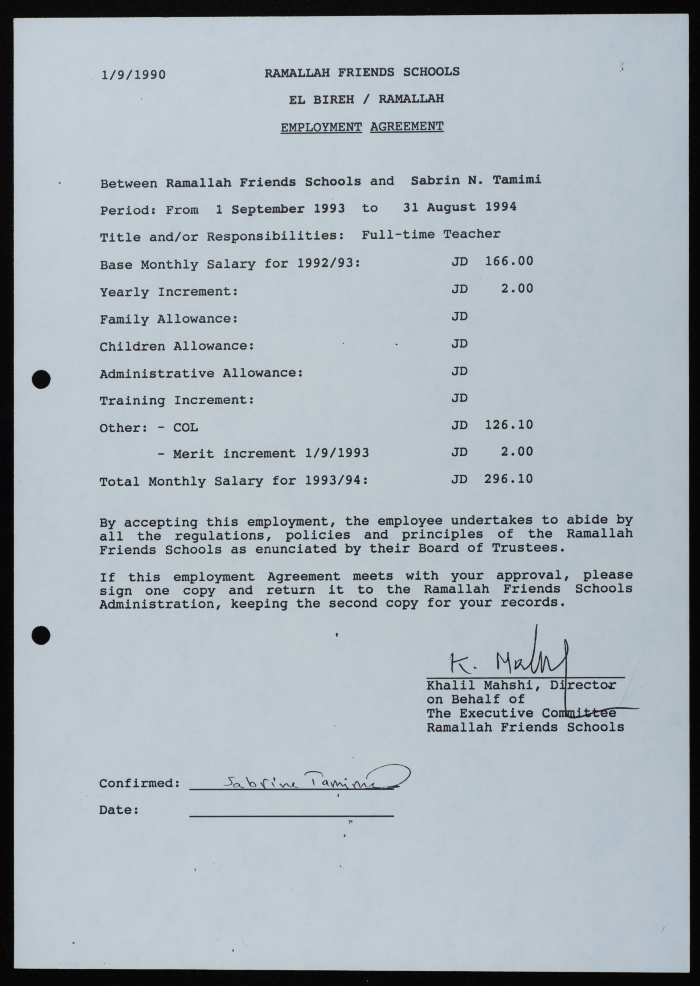 1/9/1990
RAMALLAH FRIENDS SCHOOLS
EL BIREH / RAMALLAH
EMPLOYMENT AGREEMENT
Between Ramallah Friends Schools and Sabrin N. Tamimi
Period: From 1 September 1993 to 31 August 1994
Title and/or Responsibilities: Full-time Teacher
Base Monthly Salary for 1992/93: JD 166.00
Yearly Increment: JD 2.00
Family Allowance: JD
Children Allowance: JD
Administrative Allowance: JD
Training Increment: JD
Other: - COL JD 126.10
- Merit increment 1/9/1993 JD 2.00
Total Monthly Salary for 1993/94: JD 296.10
By accepting this employment, the employee undertakes to abide by
all the regulations, policies and principles of the Ramallah
Friends Schools as enunciated by their Board of Trustees.
If this employment Agreement meets with your approval, please
sign one copy and return it to the Ramallah Friends Schools
Administration, keeping the second copy for your records.
K. Mahshi
Khalil Mahshi, Director
on Behalf of
The Executive Committee
Ramallah Friends Schools
Confirmed: Sabrine Tamimi
Date: